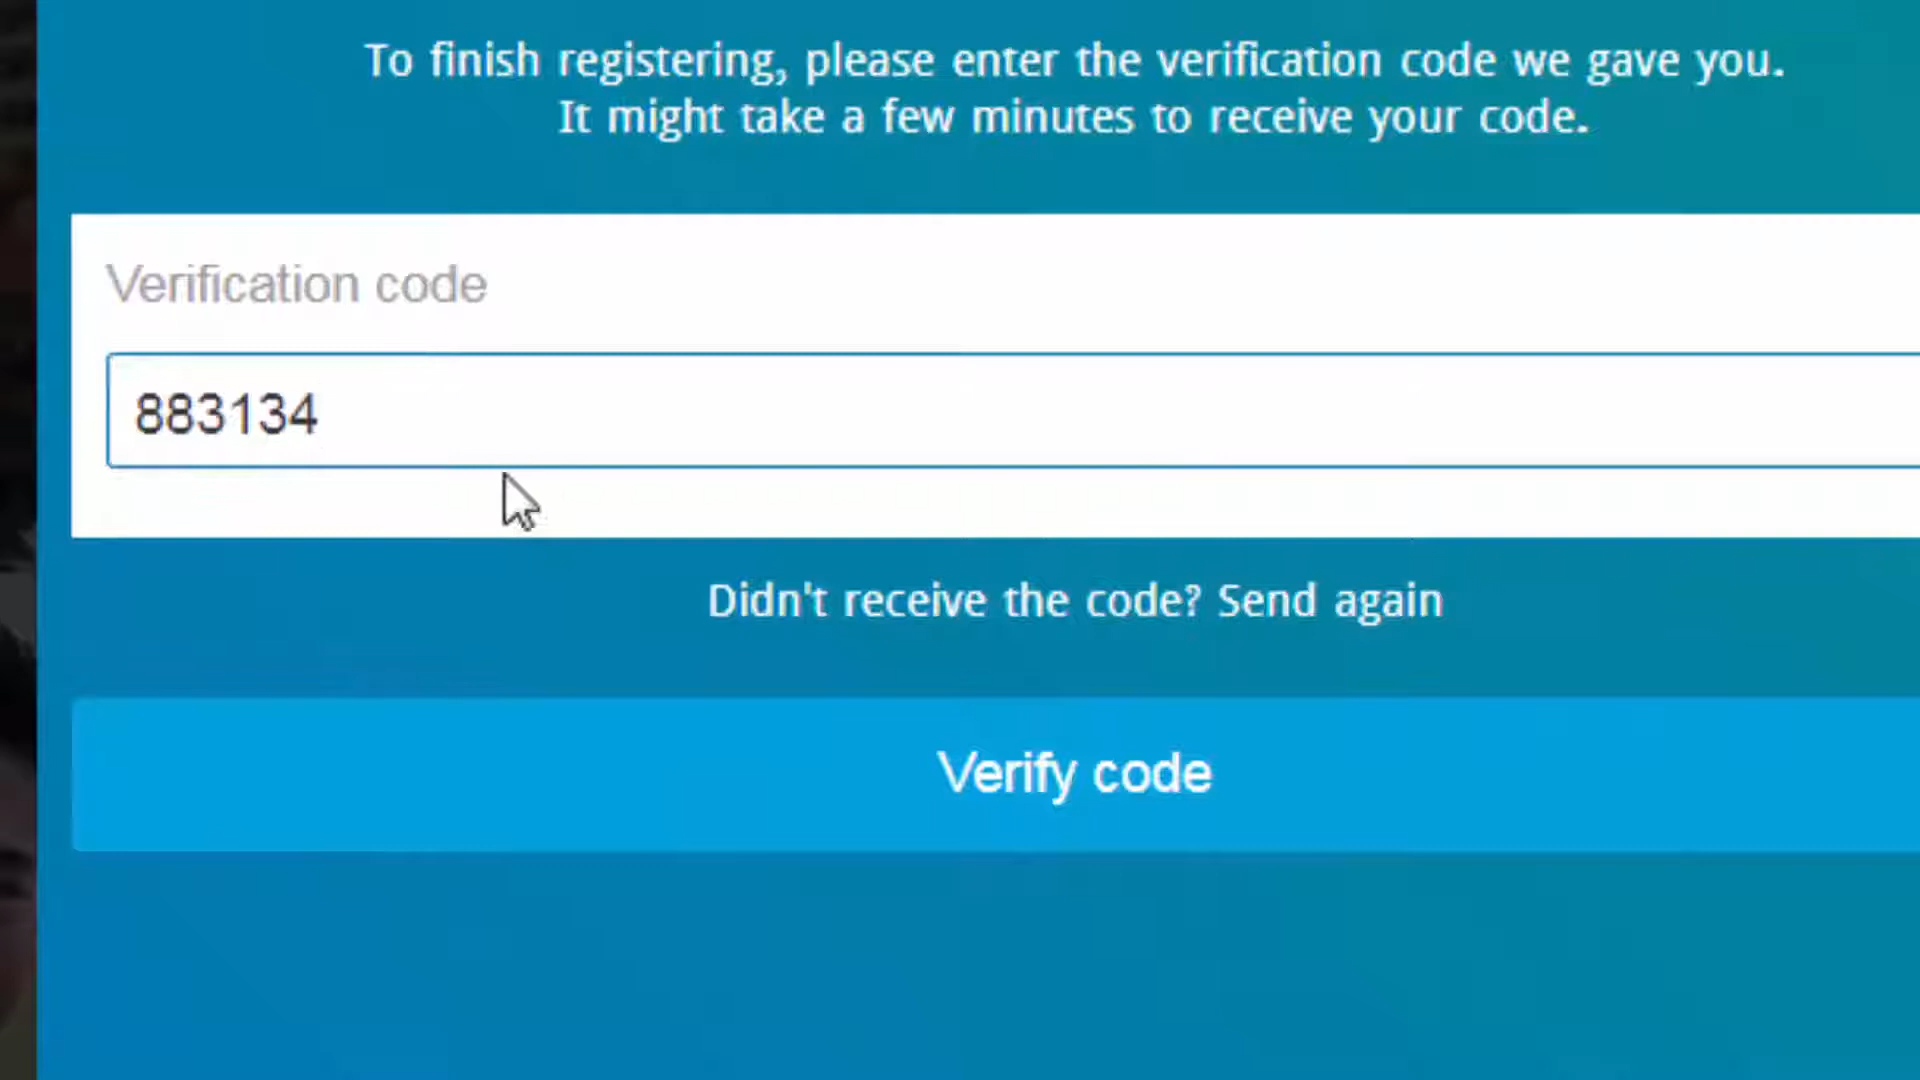 To finish registering, please enter the verification code we gave you.
It might take a few minutes to receive your code.
Verification code
883134
Didn't receive the code? Send again
Verify code